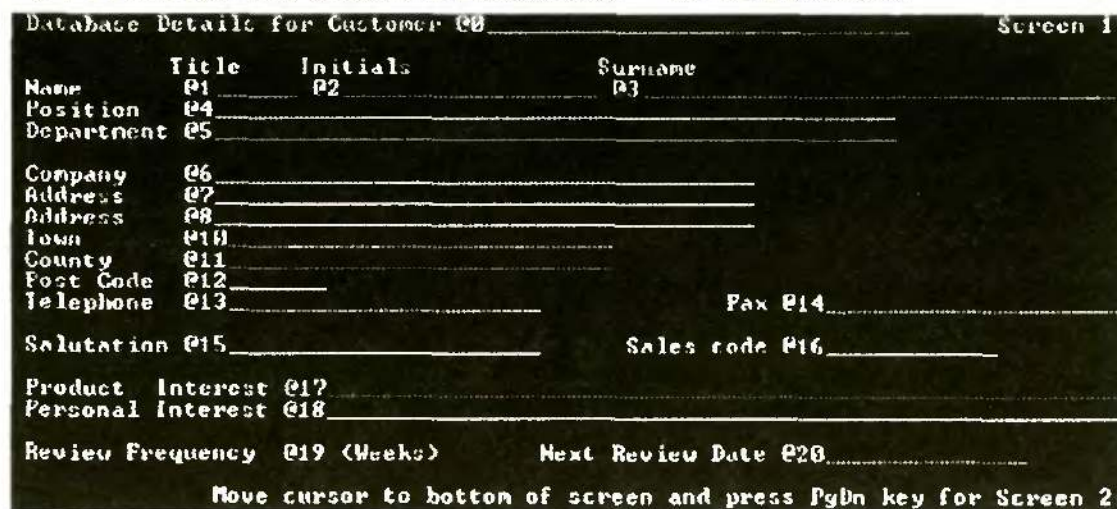 Database Details for Customer @0 Screen 1
Title Initials Surname
Name @1 @2 @3
Position @4
Department @5
Company @6
Address @7
Address @8
Town @10
County @11
Post Code @12
Telephone @13 Fax @14
Salutation @15 Sales code @16
Product Interest @17
Personal Interest @18
Review Frequency @19 (Weeks) Next Review Date @20
Move cursor to bottom of screen and press PgDn key for Screen 2